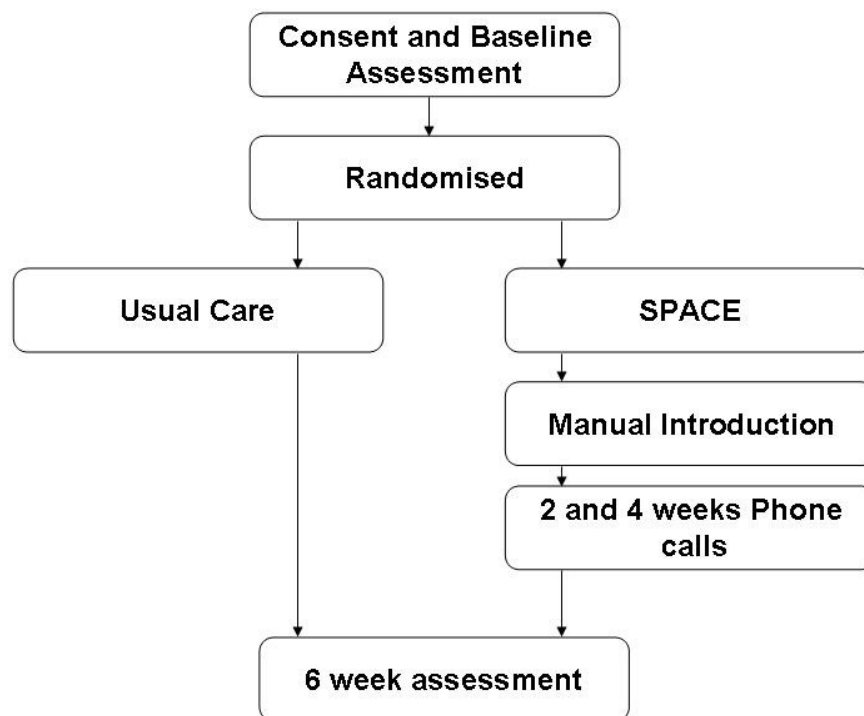 Consent and Baseline
Assessment
Randomised
Usual Care
SPACE
Manual Introduction
2 and 4 weeks Phone
calls
6 week assessment